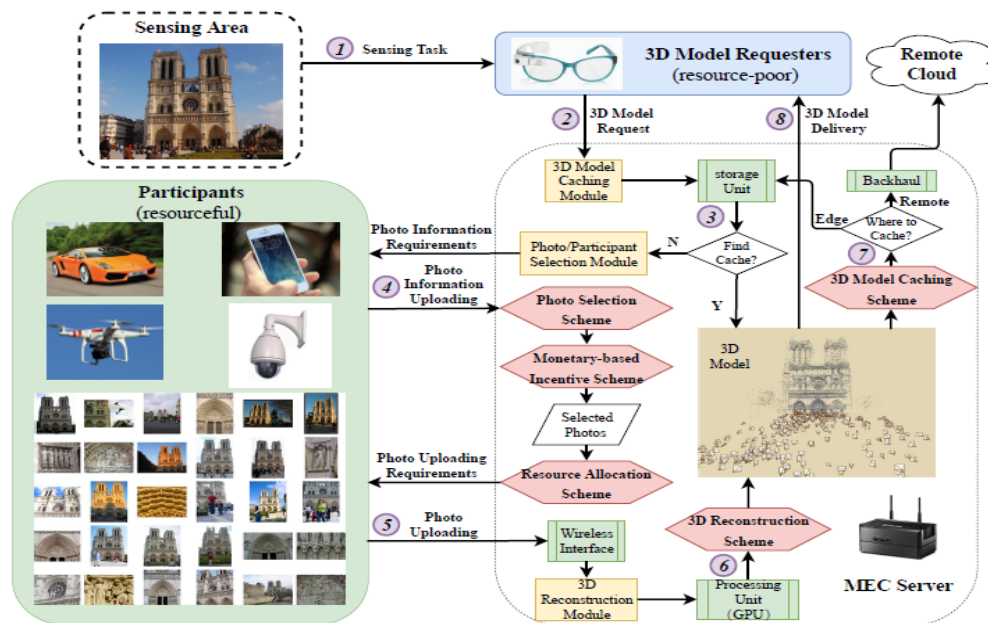 Sensing Area
1
Sensing Task
3D Model Requesters
(resource-poor)
Remote
Cloud
2
3D Model
Request
8
3D Model
Delivery
Participants
(resourceful)
3D Model
Caching Module
storage
Unit
Backhaul
Remote
Edge
Where to
Cache?
3
7
Photo Information
Requirements
Photo/Participant
Selection Module
N
Find
Cache?
Y
4
Photo
Information
Uploading
Photo Selection
Scheme
3D Model Caching
Scheme
Monetary-based
Incentive Scheme
3D
Model
Selected
Photos
Photo Uploading
Requirements
Resource Allocation
Scheme
5
Photo
Uploading
Wireless
Interface
3D Reconstruction
Scheme
6
3D
Reconstruction
Module
Processing
Unit
(GPU)
MEC Server